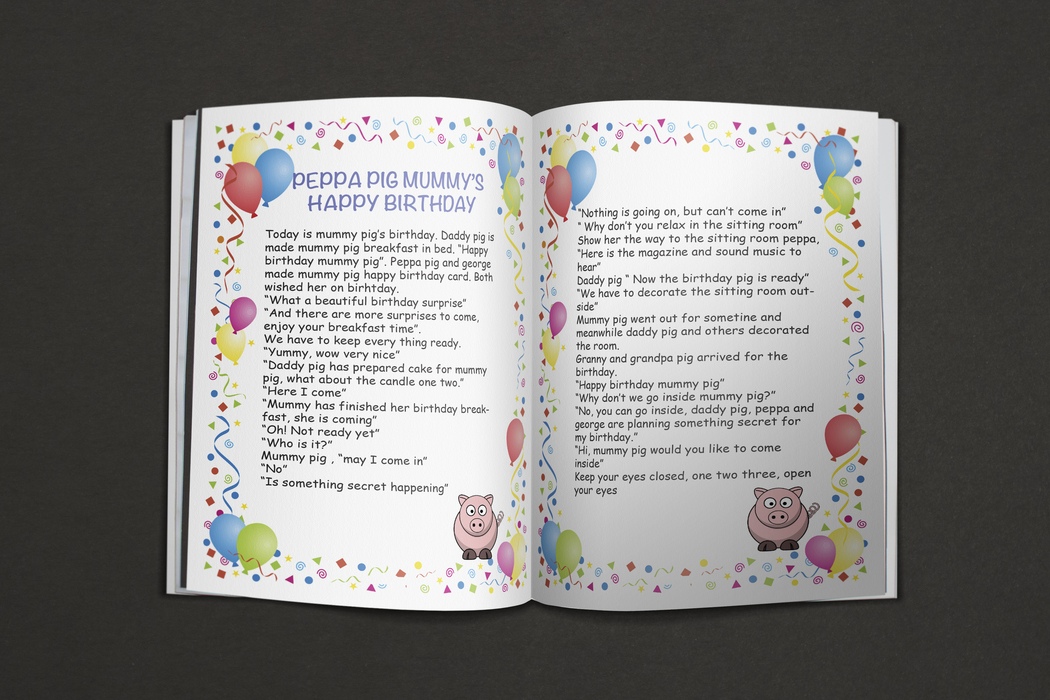 PEPPA PIG MUMMY'S
HAPPY BIRTHDAY
Today is mummy pig's birthday. Daddy pig is
made mummy pig breakfast in bed. "Happy
birthday mummy pig". Peppa pig and george
made mummy pig happy birthday card. Both
wished her on birhtday.
"What a beautiful birthday surprise"
"And there are more surprises to come,
enjoy your breakfast time".
We have to keep every thing ready.
"Yummy, wow very nice"
"Daddy pig has prepared cake for mummy
pig, what about the candle one two."
"Here I come"
"Mummy has finished her birthday break-
fast, she is coming"
"Oh! Not ready yet"
"Who is it?"
Mummy pig , "may I come in"
"No"
"Is something secret happening"
"Nothing is going on, but can't come in"
" Why don't you relax in the sitting room"
Show her the way to the sitting room peppa,
"Here is the magazine and sound music to
hear"
Daddy pig " Now the birthday pig is ready"
"We have to decorate the sitting room out-
side"
Mummy pig went out for sometine and
meanwhile daddy pig and others decorated
the room.
Granny and grandpa pig arrived for the
birthday.
"Happy birthday mummy pig"
"Why don't we go inside mummy pig?"
"No, you can go inside, daddy pig, peppa and
george are planning something secret for
my birthday."
"Hi, mummy pig would you like to come
inside"
Keep your eyes closed, one two three, open
your eyes